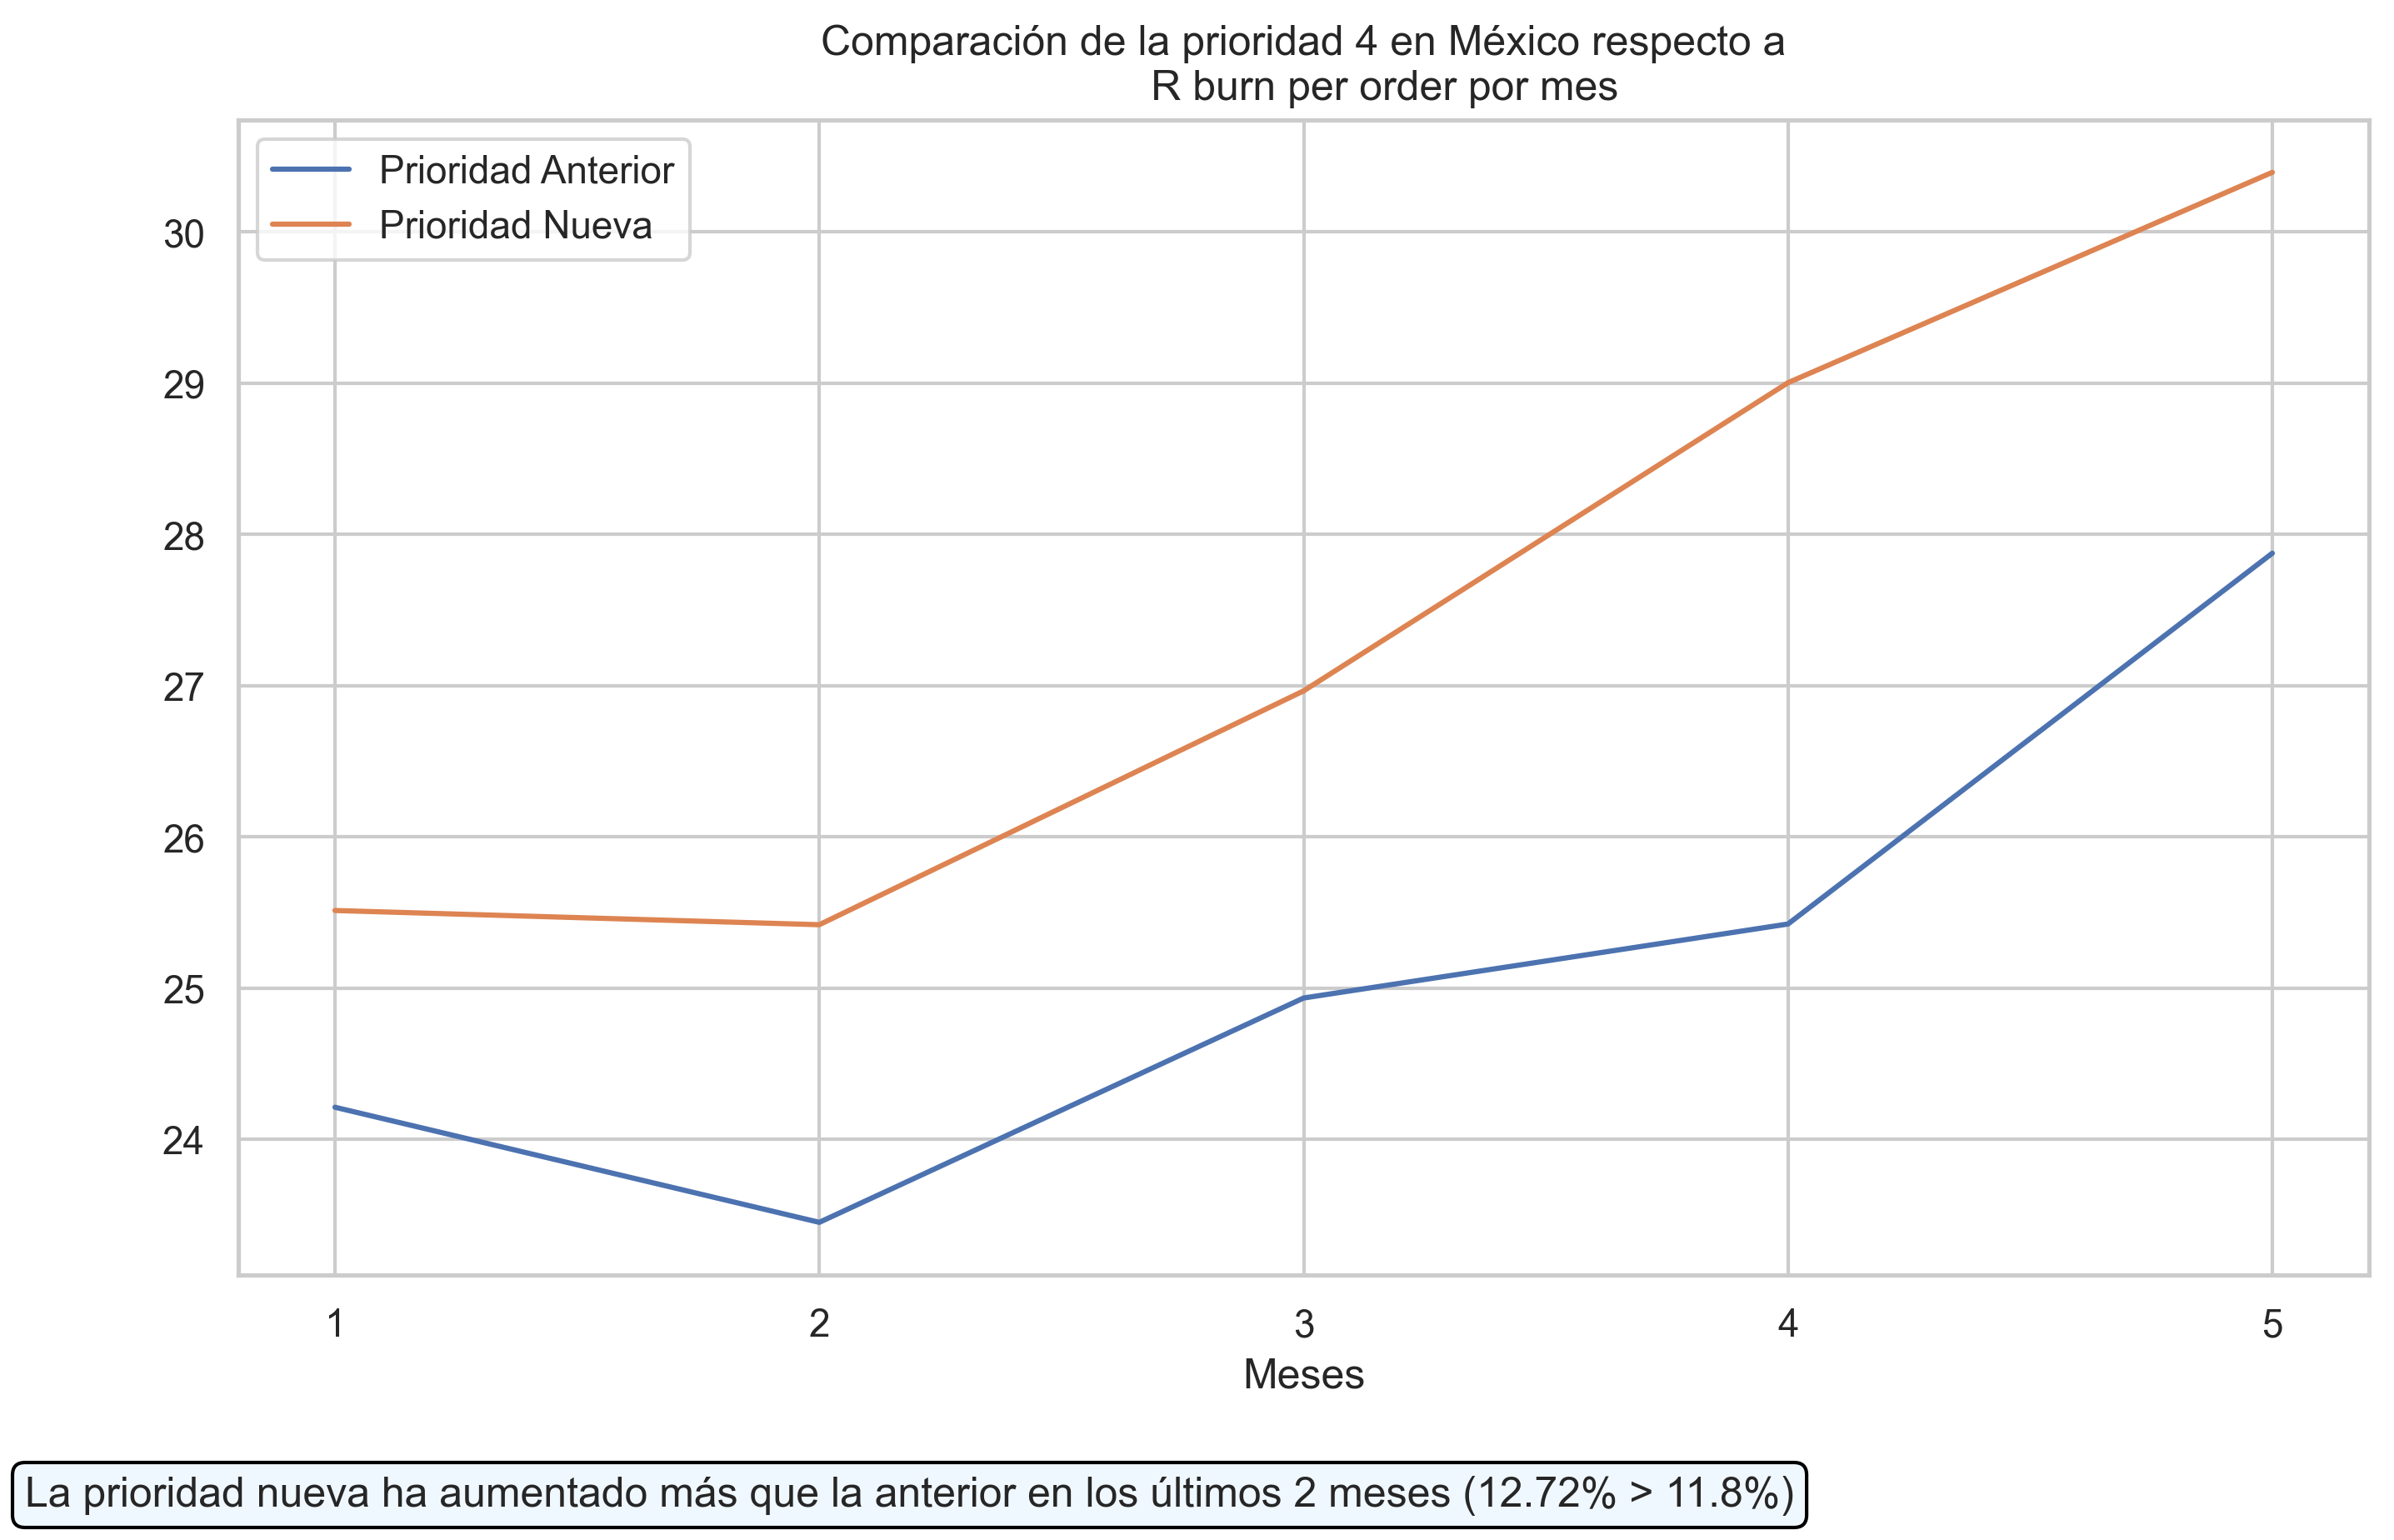 Comparación de la prioridad 4 en México respecto a
R burn per order por mes
Prioridad Anterior
Prioridad Nueva
30
29
28
27
26
25
24
1 2 3 4 5
Meses
La prioridad nueva ha aumentado más que la anterior en los últimos 2 meses (12.72% > 11.8%)